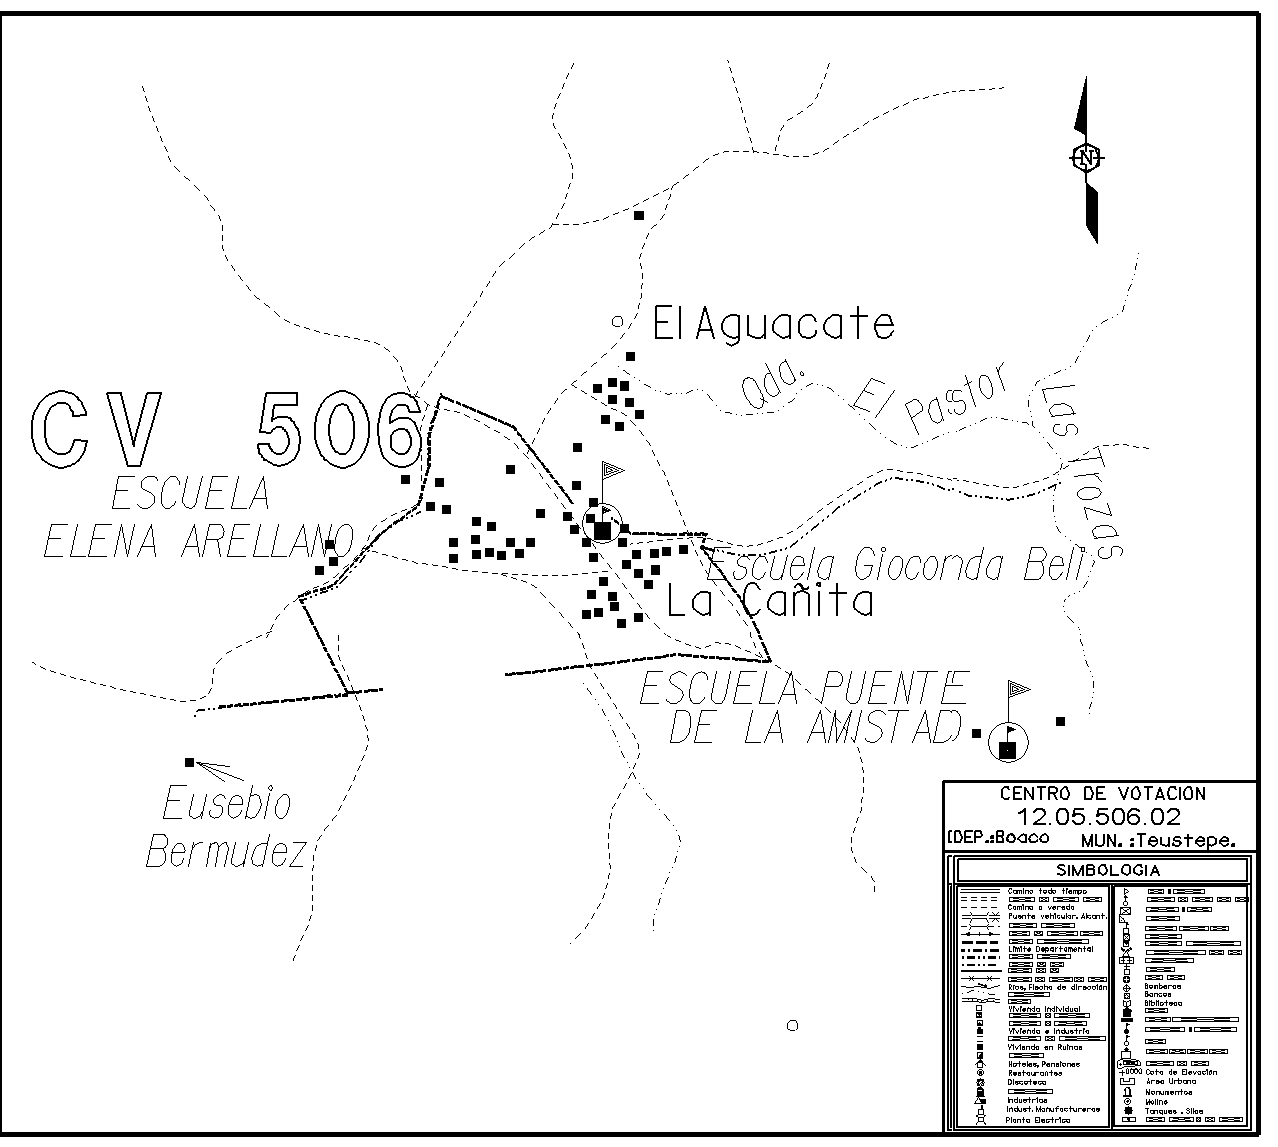 N
El Aguacate
Qda. El Pastor
Las Trozas
CV 506
ESCUELA
ELENA ARELLANO
Escuela Gioconda Beli
La Cañita
ESCUELA PUENTE
DE LA AMISTAD
Eusebio
Bermudez
CENTRO DE VOTACION
12.05.506.02
DEP.:Boaco MUN.:Teustepe.
SIMBOLOGIA
Camino todo tiempo
Camino o vereda
Puente vehicular. Alcant.
Limite Departamental
Rios, Flecha de dirección
Vivienda Individual
Vivienda e Industria
Vivienda en Ruinas
Hoteles, Pensiones
Restaurantes
Discoteca
Industrias
Indust. Manufactureras
Planta Electrica
Bomberos
Bancos
Biblioteca
Cota de Elevación
Area Urbana
Monumentos
Molino
Tanques . Silos